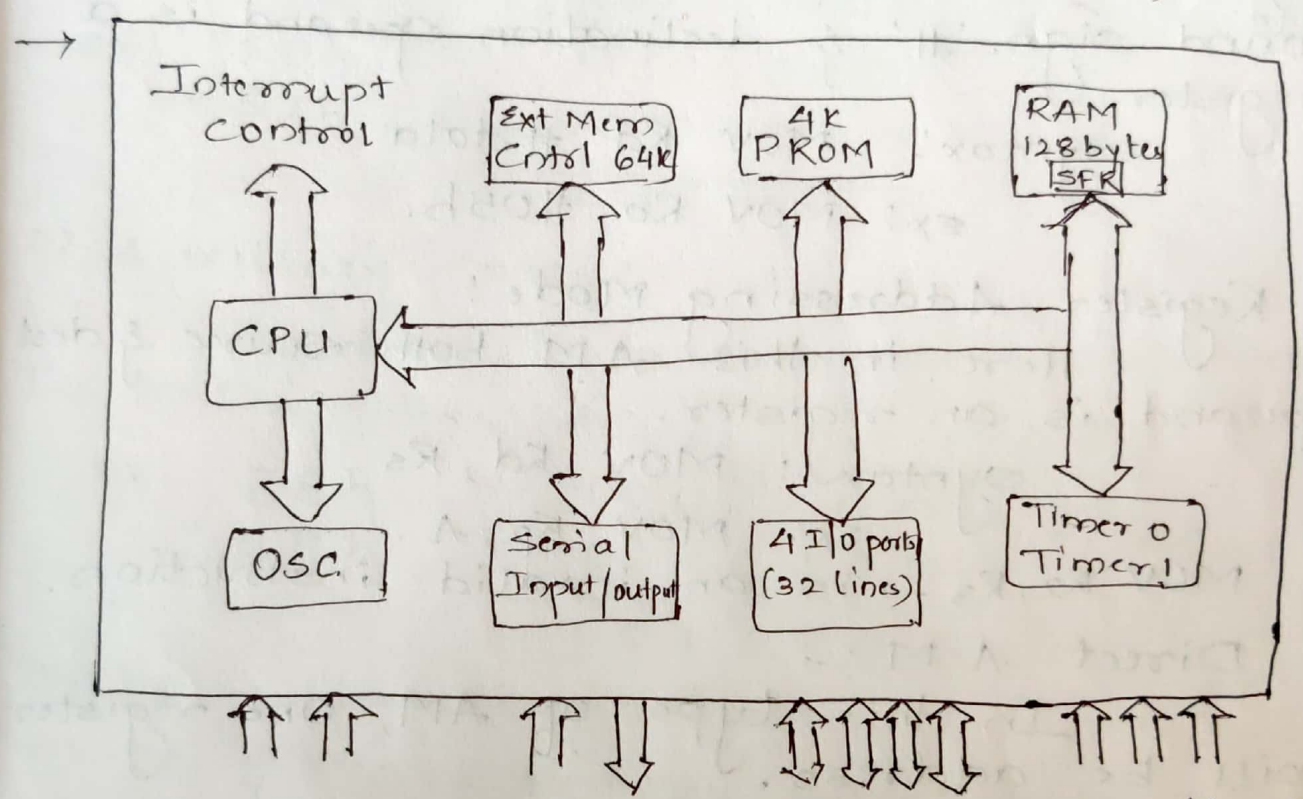 Interrupt
Control
Ext Mem
Cntrl 64K
4K
PROM
RAM
128 bytes
SFR
CPU
OSC
Serial
Input/output
4 I/O ports
(32 lines)
Timer 0
Timer 1